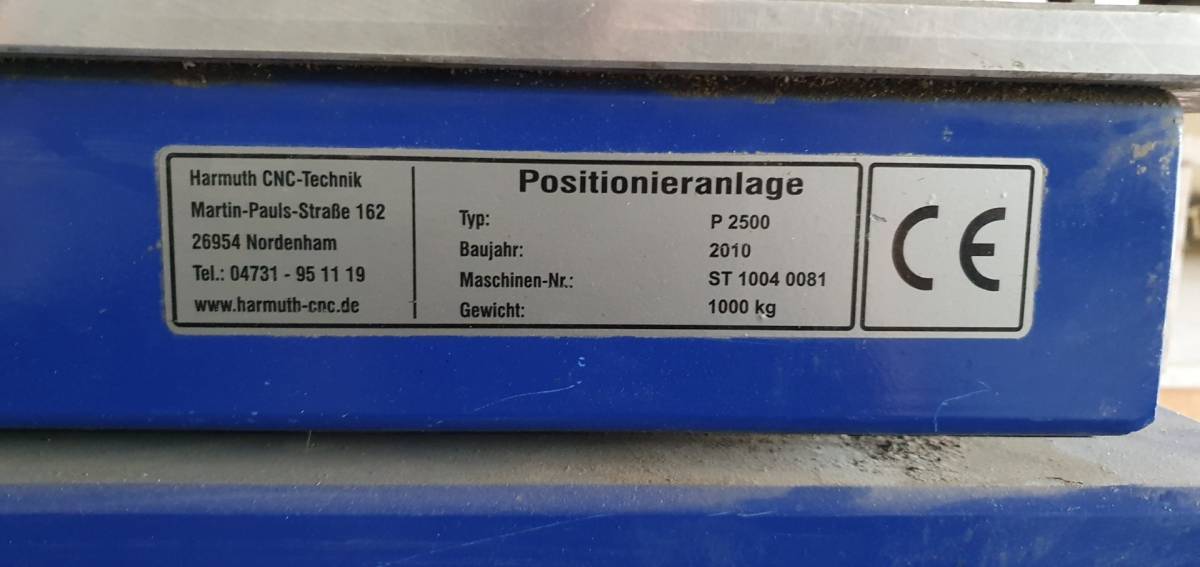 Harmuth CNC-Technik
Martin-Pauls-Straße 162
26954 Nordenham
Tel.: 04731 - 95 11 19
www.harmuth-cnc.de
Positionieranlage
Typ: P 2500
Baujahr: 2010
Maschinen-Nr.: ST 1004 0081
Gewicht: 1000 kg
CE